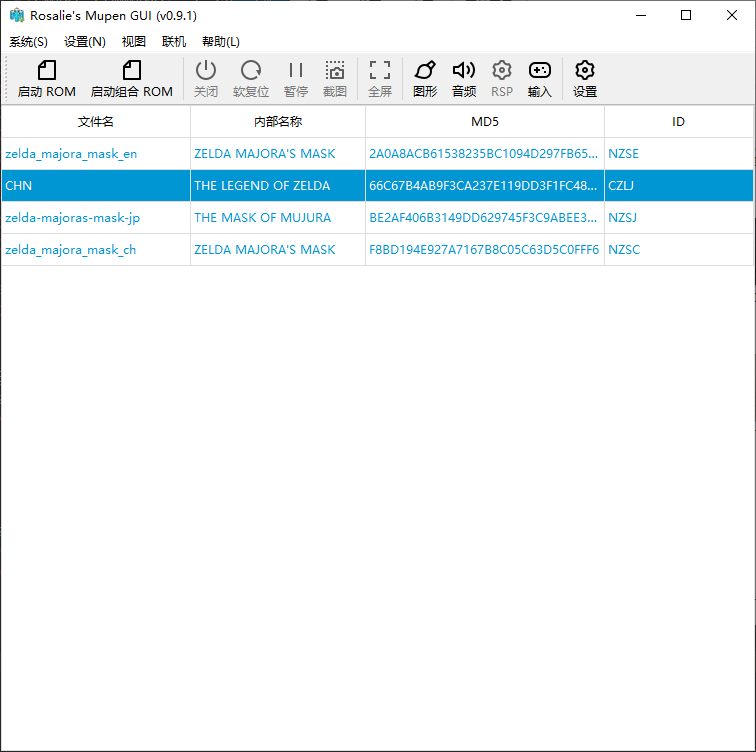 Rosalie's Mupen GUI (v0.9.1)
系统(S) 设置(N) 视图 联机 帮助(L)
启动 ROM 启动组合 ROM 关闭 软复位 暂停 截图 全屏 图形 音频 RSP 输入 设置
文件名 内部名称 MD5 ID
zelda_majora_mask_en ZELDA MAJORA'S MASK 2A0A8ACB61538235BC1094D297FB65... NZSE
CHN THE LEGEND OF ZELDA 66C67B4AB9F3CA237E119DD3F1FC48... CZLJ
zelda-majoras-mask-jp THE MASK OF MUJURA BE2AF406B3149DD629745F3C9ABEE3... NZSJ
zelda_majora_mask_ch ZELDA MAJORA'S MASK F8BD194E927A7167B8C05C63D5C0FFF6 NZSC